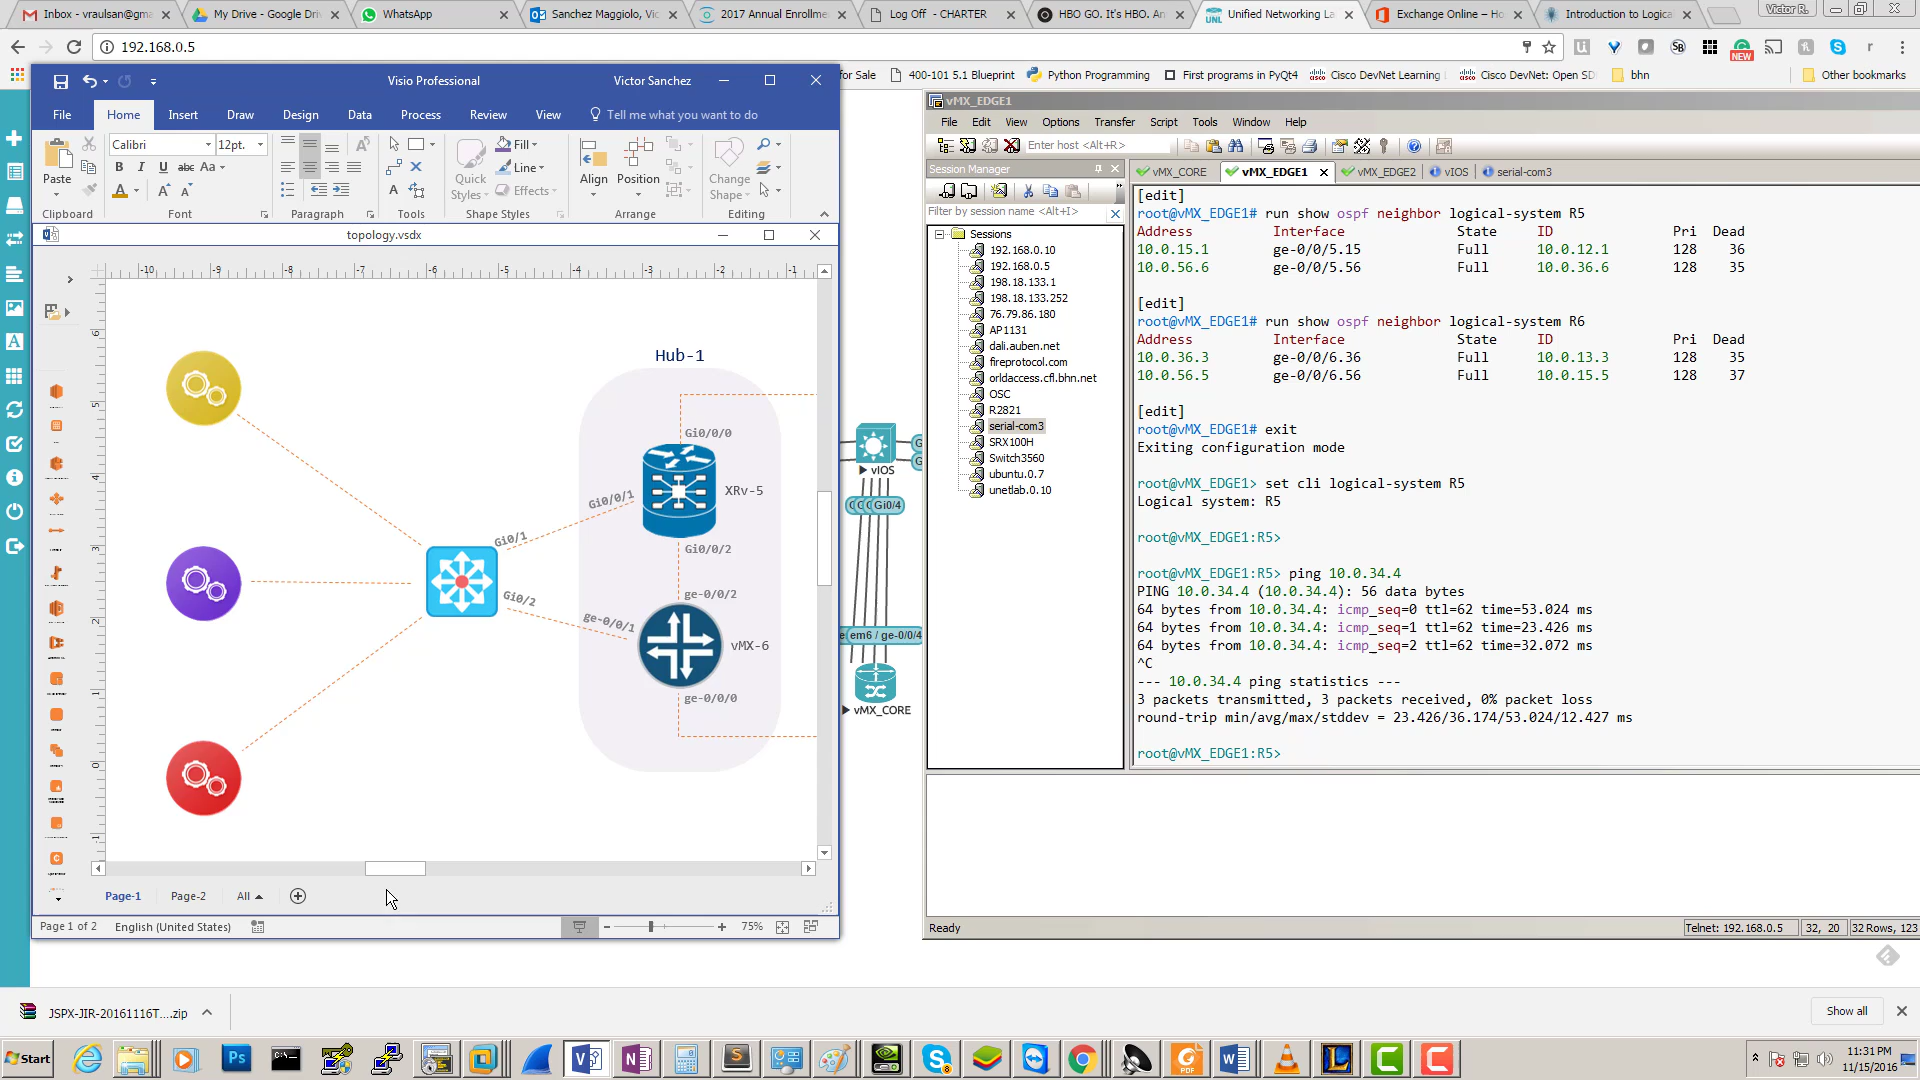 Inbox - vraulsan@gma
My Drive - Google Dri
WhatsApp
Sanchez Maggiolo, Vic
2017 Annual Enrollme
Log Off - CHARTER
HBO GO. It's HBO. An
Unified Networking La
Exchange Online – Ho
Introduction to Logica
Victor R.
192.168.0.5
for Sale
400-101 5.1 Blueprint
Python Programming
First programs in PyQt4
Cisco DevNet Learning
Cisco DevNet: Open SD
bhn
Other bookmarks
Visio Professional
Victor Sanchez
File
Home
Insert
Draw
Design
Data
Process
Review
View
Tell me what you want to do
Calibri
12pt.
Paste
Fill
Line
Effects
Quick Styles
Align
Position
Change Shape
Clipboard
Font
Paragraph
Tools
Shape Styles
Arrange
Editing
topology.vsdx
-10 -9 -8 -7 -6 -5 -4 -3 -2 -1
Hub-1
Gi0/0/0
XRv-5
Gi0/0/1
Gi0/1
Gi0/0/2
Gi0/2
ge-0/0/2
ge-0/0/1
vMX-6
ge-0/0/0
Page-1
Page-2
All
Page 1 of 2
English (United States)
75%
vIOS
Gi0/4
em6 / ge-0/0/4
vMX_CORE
vMX_EDGE1
File Edit View Options Transfer Script Tools Window Help
Enter host <Alt+R>
Session Manager
Filter by session name <Alt+I>
Sessions
192.168.0.10
192.168.0.5
198.18.133.1
198.18.133.252
76.79.86.180
AP1131
dali.auben.net
fireprotocol.com
orldaccess.cfl.bhn.net
OSC
R2821
serial-com3
SRX100H
Switch3560
ubuntu.0.7
unetlab.0.10
vMX_CORE
vMX_EDGE1
vMX_EDGE2
vIOS
serial-com3
[edit]
root@vMX_EDGE1# run show ospf neighbor logical-system R5
Address Interface State ID Pri Dead
10.0.15.1 ge-0/0/5.15 Full 10.0.12.1 128 36
10.0.56.6 ge-0/0/5.56 Full 10.0.36.6 128 35
[edit]
root@vMX_EDGE1# run show ospf neighbor logical-system R6
Address Interface State ID Pri Dead
10.0.36.3 ge-0/0/6.36 Full 10.0.13.3 128 35
10.0.56.5 ge-0/0/6.56 Full 10.0.15.5 128 37
[edit]
root@vMX_EDGE1# exit
Exiting configuration mode
root@vMX_EDGE1> set cli logical-system R5
Logical system: R5
root@vMX_EDGE1:R5>
root@vMX_EDGE1:R5> ping 10.0.34.4
PING 10.0.34.4 (10.0.34.4): 56 data bytes
64 bytes from 10.0.34.4: icmp_seq=0 ttl=62 time=53.024 ms
64 bytes from 10.0.34.4: icmp_seq=1 ttl=62 time=23.426 ms
64 bytes from 10.0.34.4: icmp_seq=2 ttl=62 time=32.072 ms
^C
--- 10.0.34.4 ping statistics ---
3 packets transmitted, 3 packets received, 0% packet loss
round-trip min/avg/max/stddev = 23.426/36.174/53.024/12.427 ms
root@vMX_EDGE1:R5>
Ready
Telnet: 192.168.0.5
32, 20
32 Rows, 123
JSPX-JIR-20161116T....zip
Show all
Start
11:31 PM
11/15/2016